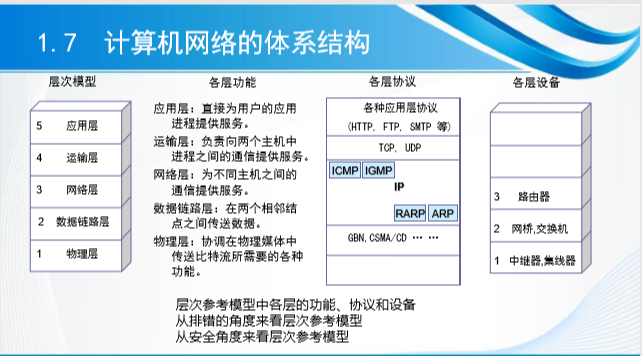 1.7 计算机网络的体系结构
层次模型
各层功能
各层协议
各层设备
5 应用层
4 运输层
3 网络层
2 数据链路层
1 物理层
应用层：直接为用户的应用
进程提供服务。
运输层：负责向两个主机中
进程之间的通信提供服务。
网络层：为不同主机之间的
通信提供服务。
数据链路层：在两个相邻结
点之间传送数据。
物理层：协调在物理媒体中
传送比特流所需要的各种
功能。
各种应用层协议
(HTTP, FTP, SMTP 等)
TCP, UDP
ICMP IGMP
IP
RARP ARP
GBN,CSMA/CD … …
3 路由器
2 网桥,交换机
1 中继器,集线器
层次参考模型中各层的功能、协议和设备
从排错的角度来看层次参考模型
从安全角度来看层次参考模型